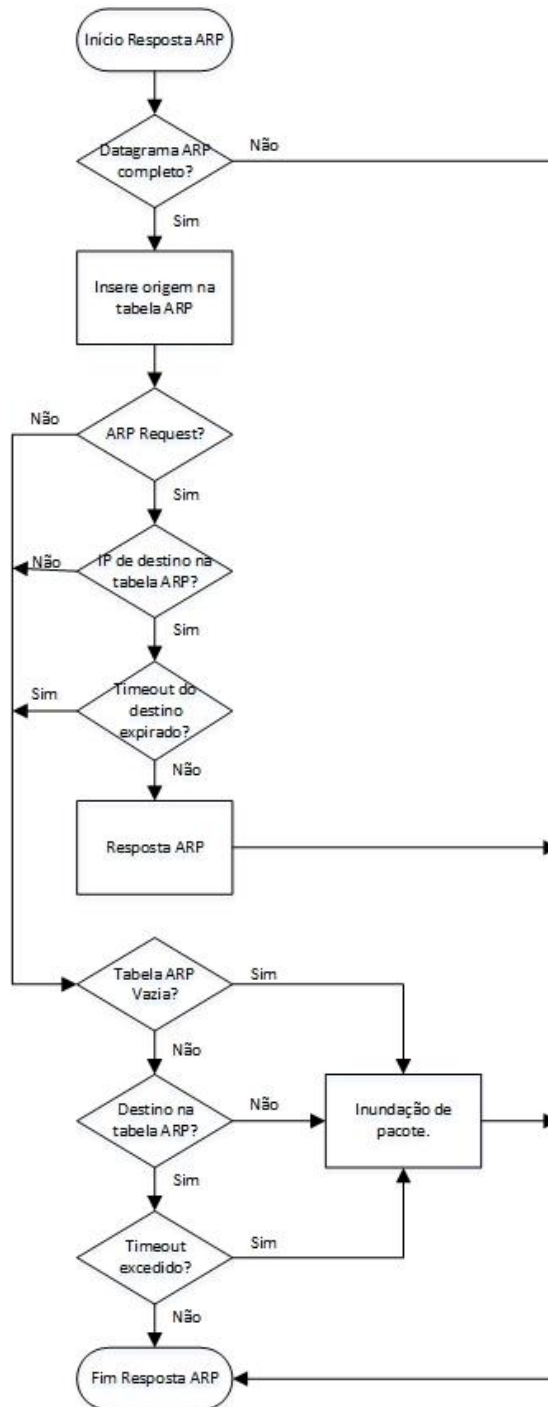 Início Resposta ARP
Datagrama ARP
completo?
Não
Sim
Insere origem na
tabela ARP
Não
ARP Request?
Sim
Não
IP de destino na
tabela ARP?
Sim
Sim
Timeout do
destino
expirado?
Não
Resposta ARP
Tabela ARP
Vazia?
Sim
Não
Destino na
tabela ARP?
Não
Inundação de
pacote.
Sim
Timeout
excedido?
Sim
Não
Fim Resposta ARP